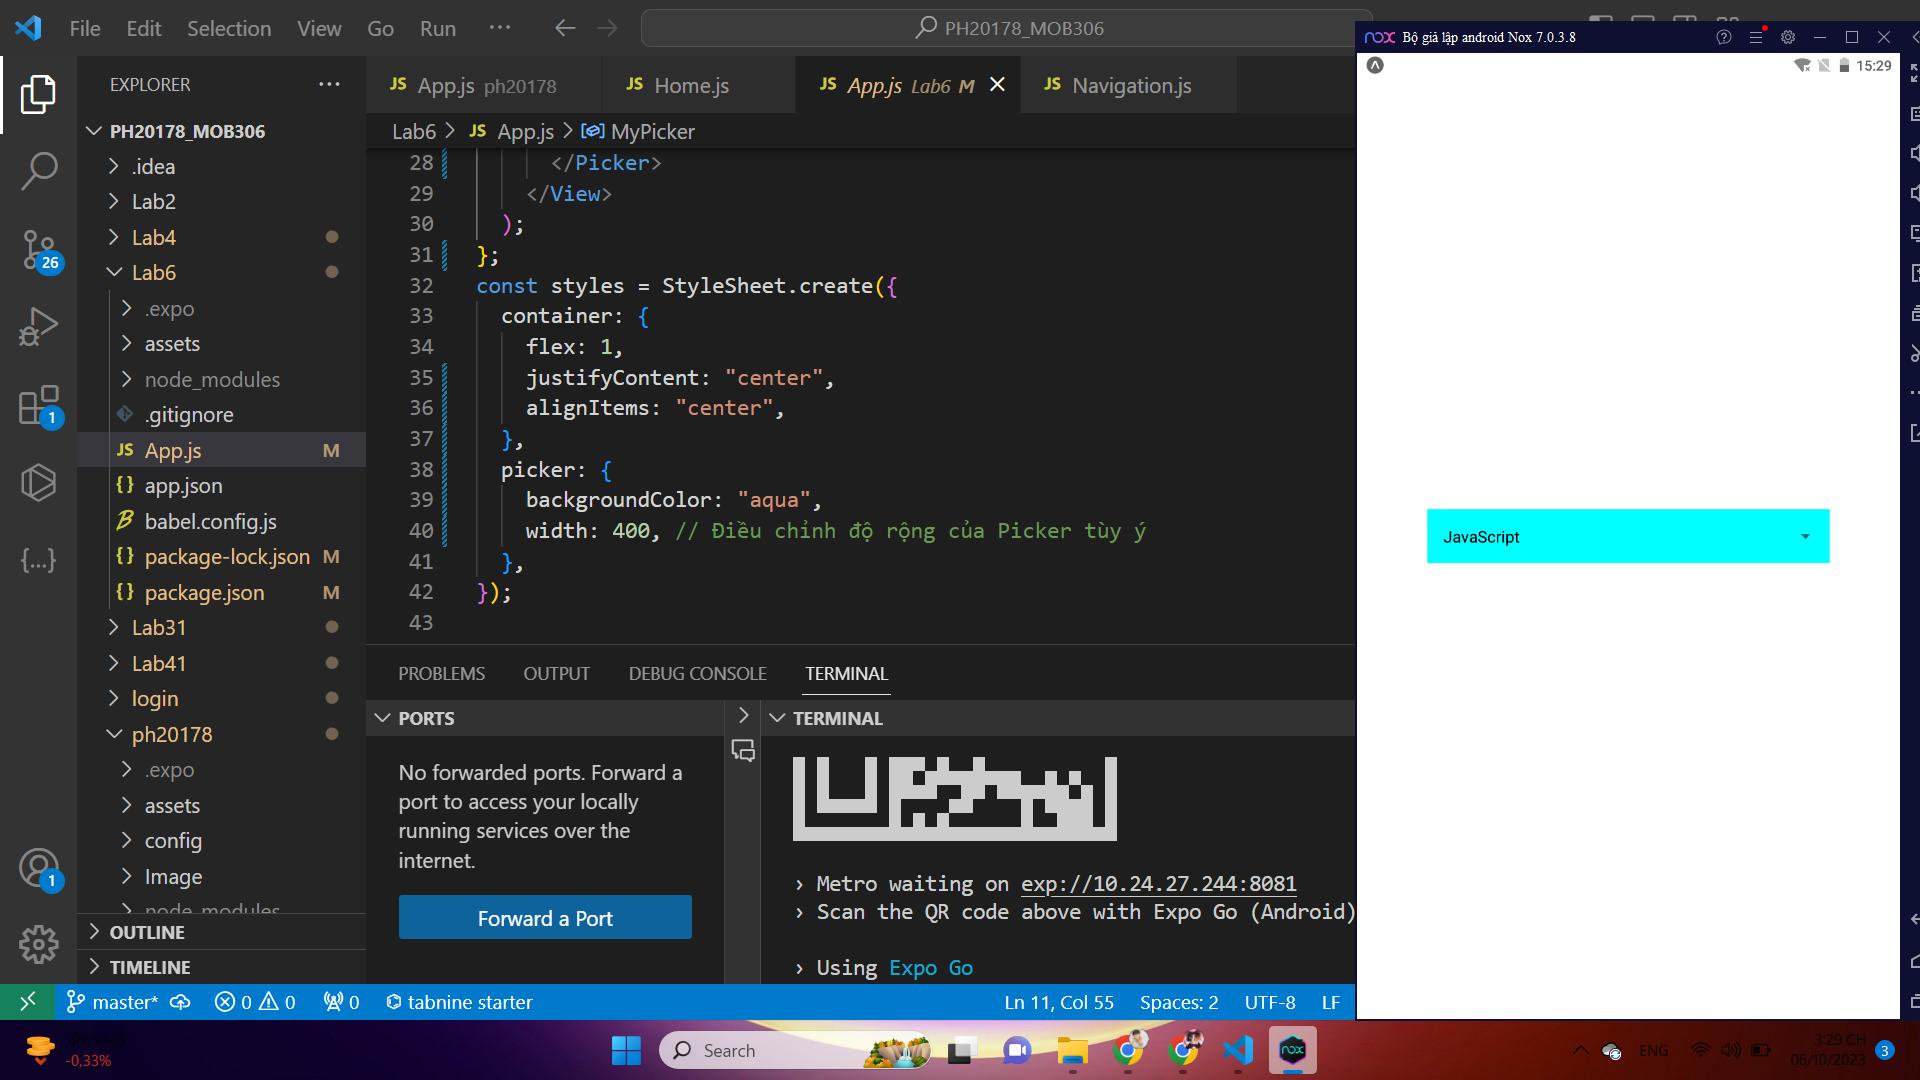 File Edit Selection View Go Run ···
PH20178_MOB306
EXPLORER
PH20178_MOB306
.idea
Lab2
Lab4
Lab6
.expo
assets
node_modules
.gitignore
JS App.js M
{} app.json
babel.config.js
{} package-lock.json M
{} package.json M
Lab31
Lab41
login
ph20178
.expo
assets
config
Image
node_modules
OUTLINE
TIMELINE
26
1
1
JS App.js ph20178
JS Home.js
JS App.js Lab6 M
JS Navigation.js
Lab6 > JS App.js > MyPicker
28 </Picker>
29 </View>
30 );
31 };
32 const styles = StyleSheet.create({
33 container: {
34 flex: 1,
35 justifyContent: "center",
36 alignItems: "center",
37 },
38 picker: {
39 backgroundColor: "aqua",
40 width: 400, // Điều chỉnh độ rộng của Picker tùy ý
41 },
42 });
43
PROBLEMS OUTPUT DEBUG CONSOLE TERMINAL
PORTS
No forwarded ports. Forward a
port to access your locally
running services over the
internet.
Forward a Port
TERMINAL
› Metro waiting on exp://10.24.27.244:8081
› Scan the QR code above with Expo Go (Android)
› Using Expo Go
master* 0 0 0 tabnine starter
Ln 11, Col 55 Spaces: 2 UTF-8 LF
nox Bộ giả lập android Nox 7.0.3.8
15:29
JavaScript
JPY/VND
-0,33%
Search
nox
ENG
3:29 CH
06/10/2023
3